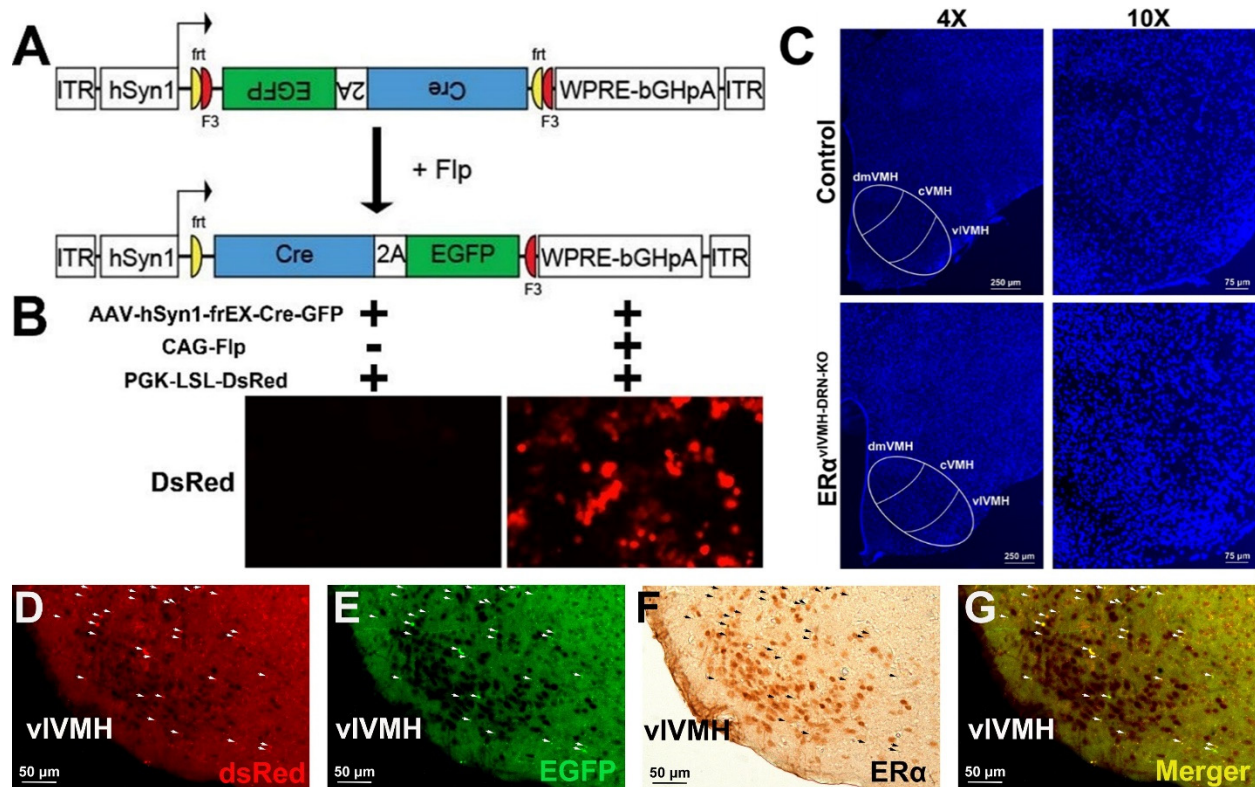 A
frt
frt
ITR
hSyn1
EGFP
2A
Cre
WPRE-bGHpA
ITR
F3
F3
+ Flp
frt
ITR
hSyn1
Cre
2A
EGFP
WPRE-bGHpA
ITR
F3
B
AAV-hSyn1-frEX-Cre-GFP + +
CAG-Flp - +
PGK-LSL-DsRed + +
DsRed
C
4X
10X
Control
dmVMH
cVMH
vlVMH
250 µm
75 µm
ERα^vlVMH-DRN-KO
dmVMH
cVMH
vlVMH
250 µm
75 µm
D
vlVMH
50 µm
dsRed
E
vlVMH
50 µm
EGFP
F
vlVMH
50 µm
ERα
G
vlVMH
50 µm
Merger